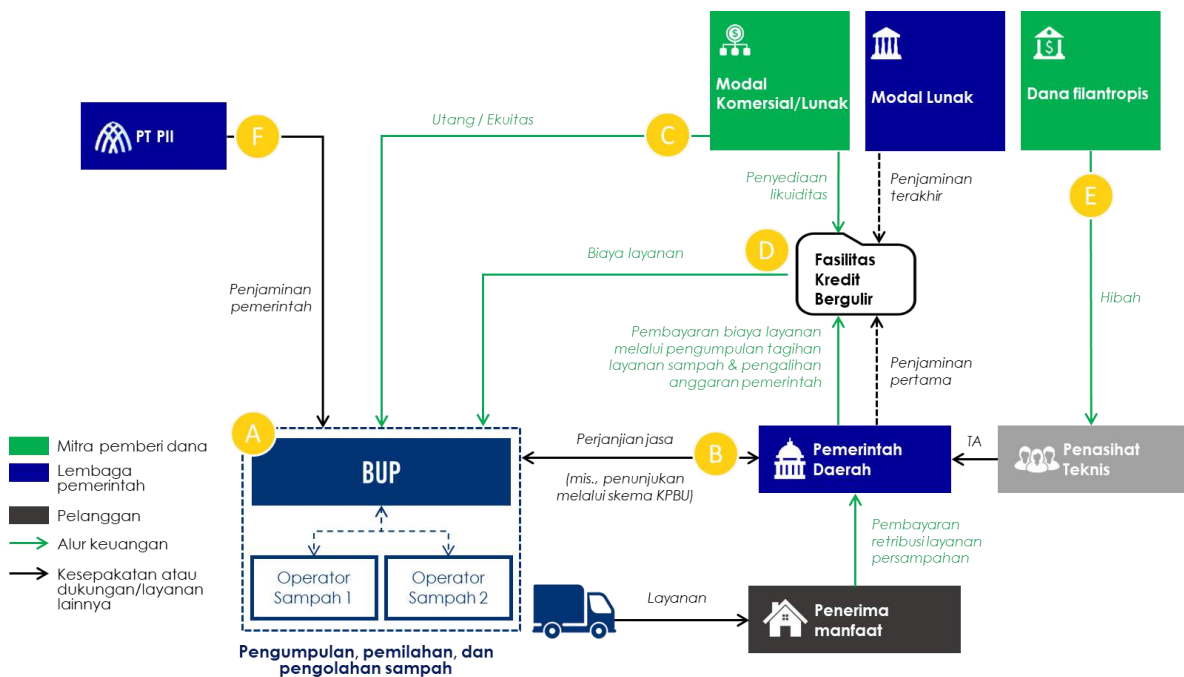 Modal
Komersial/Lunak
Modal Lunak
Dana filantropis
PT PII
F
Utang / Ekuitas
C
Penyediaan
likuiditas
Penjaminan
terakhir
E
D
Biaya layanan
Fasilitas
Kredit
Bergulir
Penjaminan
pemerintah
Hibah
Pembayaran biaya layanan
melalui pengumpulan tagihan
layanan sampah & pengalihan
anggaran pemerintah
Penjaminan
pertama
A
BUP
Perjanjian jasa
B
(mis., penunjukan
melalui skema KPBU)
Pemerintah
Daerah
TA
Penasihat
Teknis
Mitra pemberi dana
Lembaga
pemerintah
Pelanggan
Alur keuangan
Kesepakatan atau
dukungan/layanan
lainnya
Operator
Sampah 1
Operator
Sampah 2
Pembayaran
retribusi layanan
persampahan
Layanan
Penerima
manfaat
Pengumpulan, pemilahan, dan
pengolahan sampah